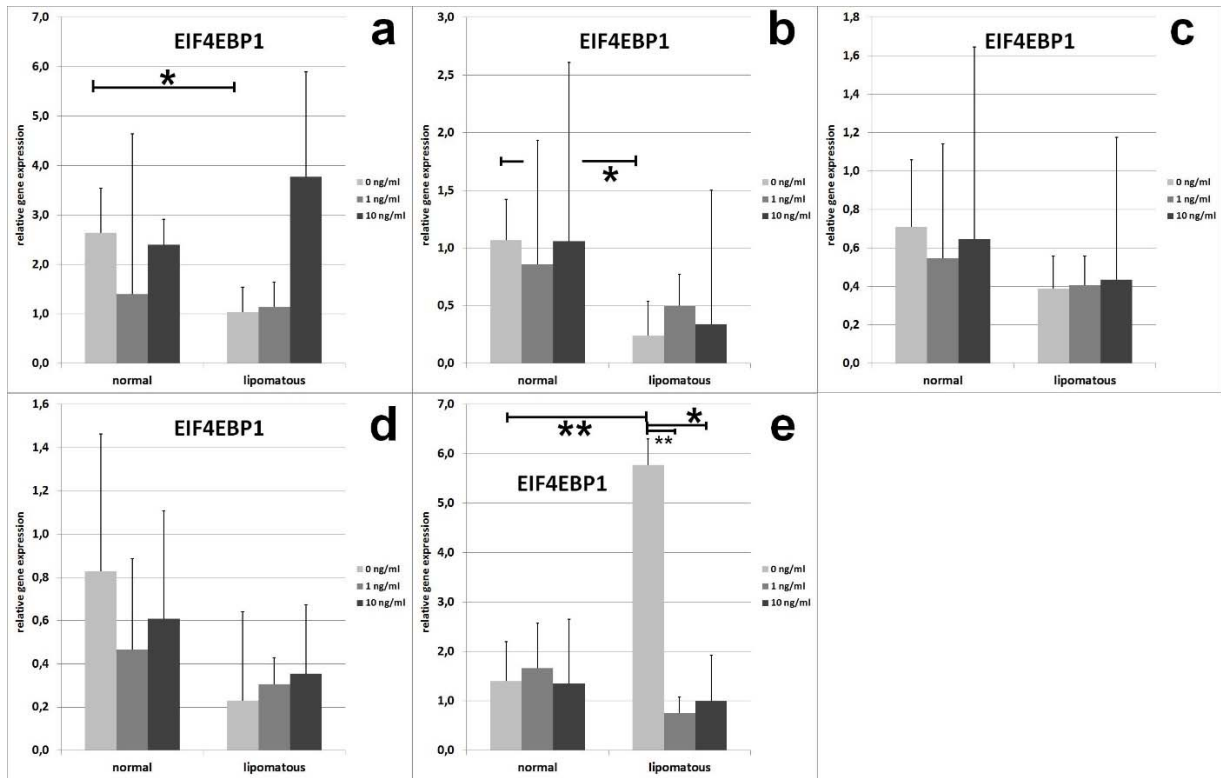 a
EIF4EBP1
*
relative gene expression
7,0
6,0
5,0
4,0
3,0
2,0
1,0
0,0
normal lipomatous
0 ng/ml
1 ng/ml
10 ng/ml
b
EIF4EBP1
*
relative gene expression
3,0
2,5
2,0
1,5
1,0
0,5
0,0
normal lipomatous
0 ng/ml
1 ng/ml
10 ng/ml
c
EIF4EBP1
relative gene expression
1,8
1,6
1,4
1,2
1,0
0,8
0,6
0,4
0,2
0,0
normal lipomatous
0 ng/ml
1 ng/ml
10 ng/ml
d
EIF4EBP1
relative gene expression
1,6
1,4
1,2
1,0
0,8
0,6
0,4
0,2
0,0
normal lipomatous
0 ng/ml
1 ng/ml
10 ng/ml
e
** *
**
EIF4EBP1
relative gene expression
7,0
6,0
5,0
4,0
3,0
2,0
1,0
0,0
normal lipomatous
0 ng/ml
1 ng/ml
10 ng/ml